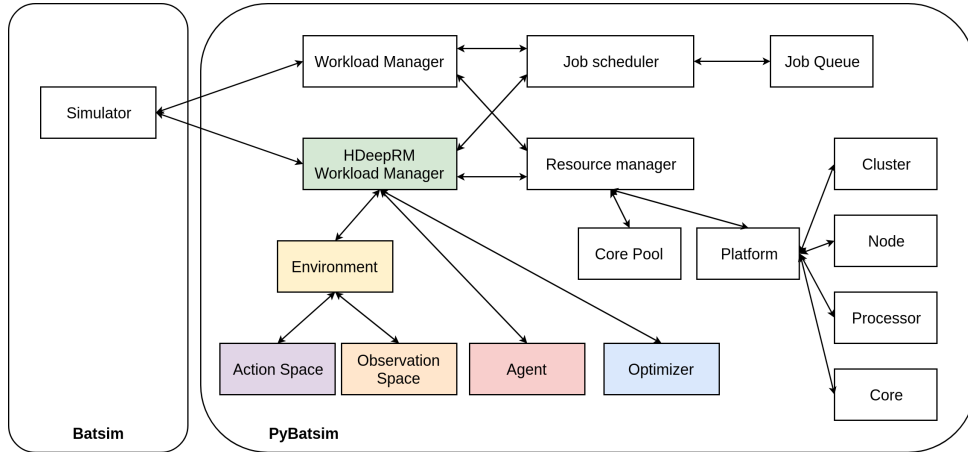 Workload Manager
Job scheduler
Job Queue
Simulator
HDeepRM
Workload Manager
Resource manager
Cluster
Core Pool
Platform
Node
Environment
Processor
Action Space
Observation
Space
Agent
Optimizer
Core
Batsim
PyBatsim